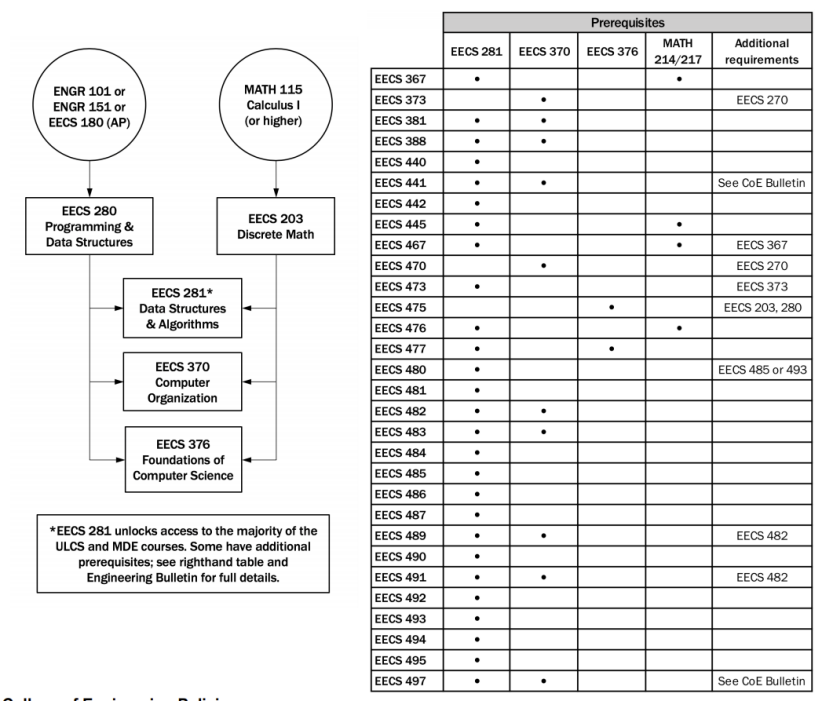 ENGR 101 or
ENGR 151 or
EECS 180 (AP)
MATH 115
Calculus I
(or higher)
EECS 280
Programming &
Data Structures
EECS 203
Discrete Math
EECS 281*
Data Structures
& Algorithms
EECS 370
Computer
Organization
EECS 376
Foundations of
Computer Science
*EECS 281 unlocks access to the majority of the
ULCS and MDE courses. Some have additional
prerequisites; see righthand table and
Engineering Bulletin for full details.
Prerequisites
EECS 281 EECS 370 EECS 376 MATH 214/217 Additional requirements
EECS 367 • •
EECS 373 • EECS 270
EECS 381 • •
EECS 388 • •
EECS 440 •
EECS 441 • • See CoE Bulletin
EECS 442 •
EECS 445 • •
EECS 467 • • EECS 367
EECS 470 • EECS 270
EECS 473 • EECS 373
EECS 475 • EECS 203, 280
EECS 476 • •
EECS 477 • •
EECS 480 • EECS 485 or 493
EECS 481 •
EECS 482 • •
EECS 483 • •
EECS 484 •
EECS 485 •
EECS 486 •
EECS 487 •
EECS 489 • • EECS 482
EECS 490 •
EECS 491 • • EECS 482
EECS 492 •
EECS 493 •
EECS 494 •
EECS 495 •
EECS 497 • • See CoE Bulletin